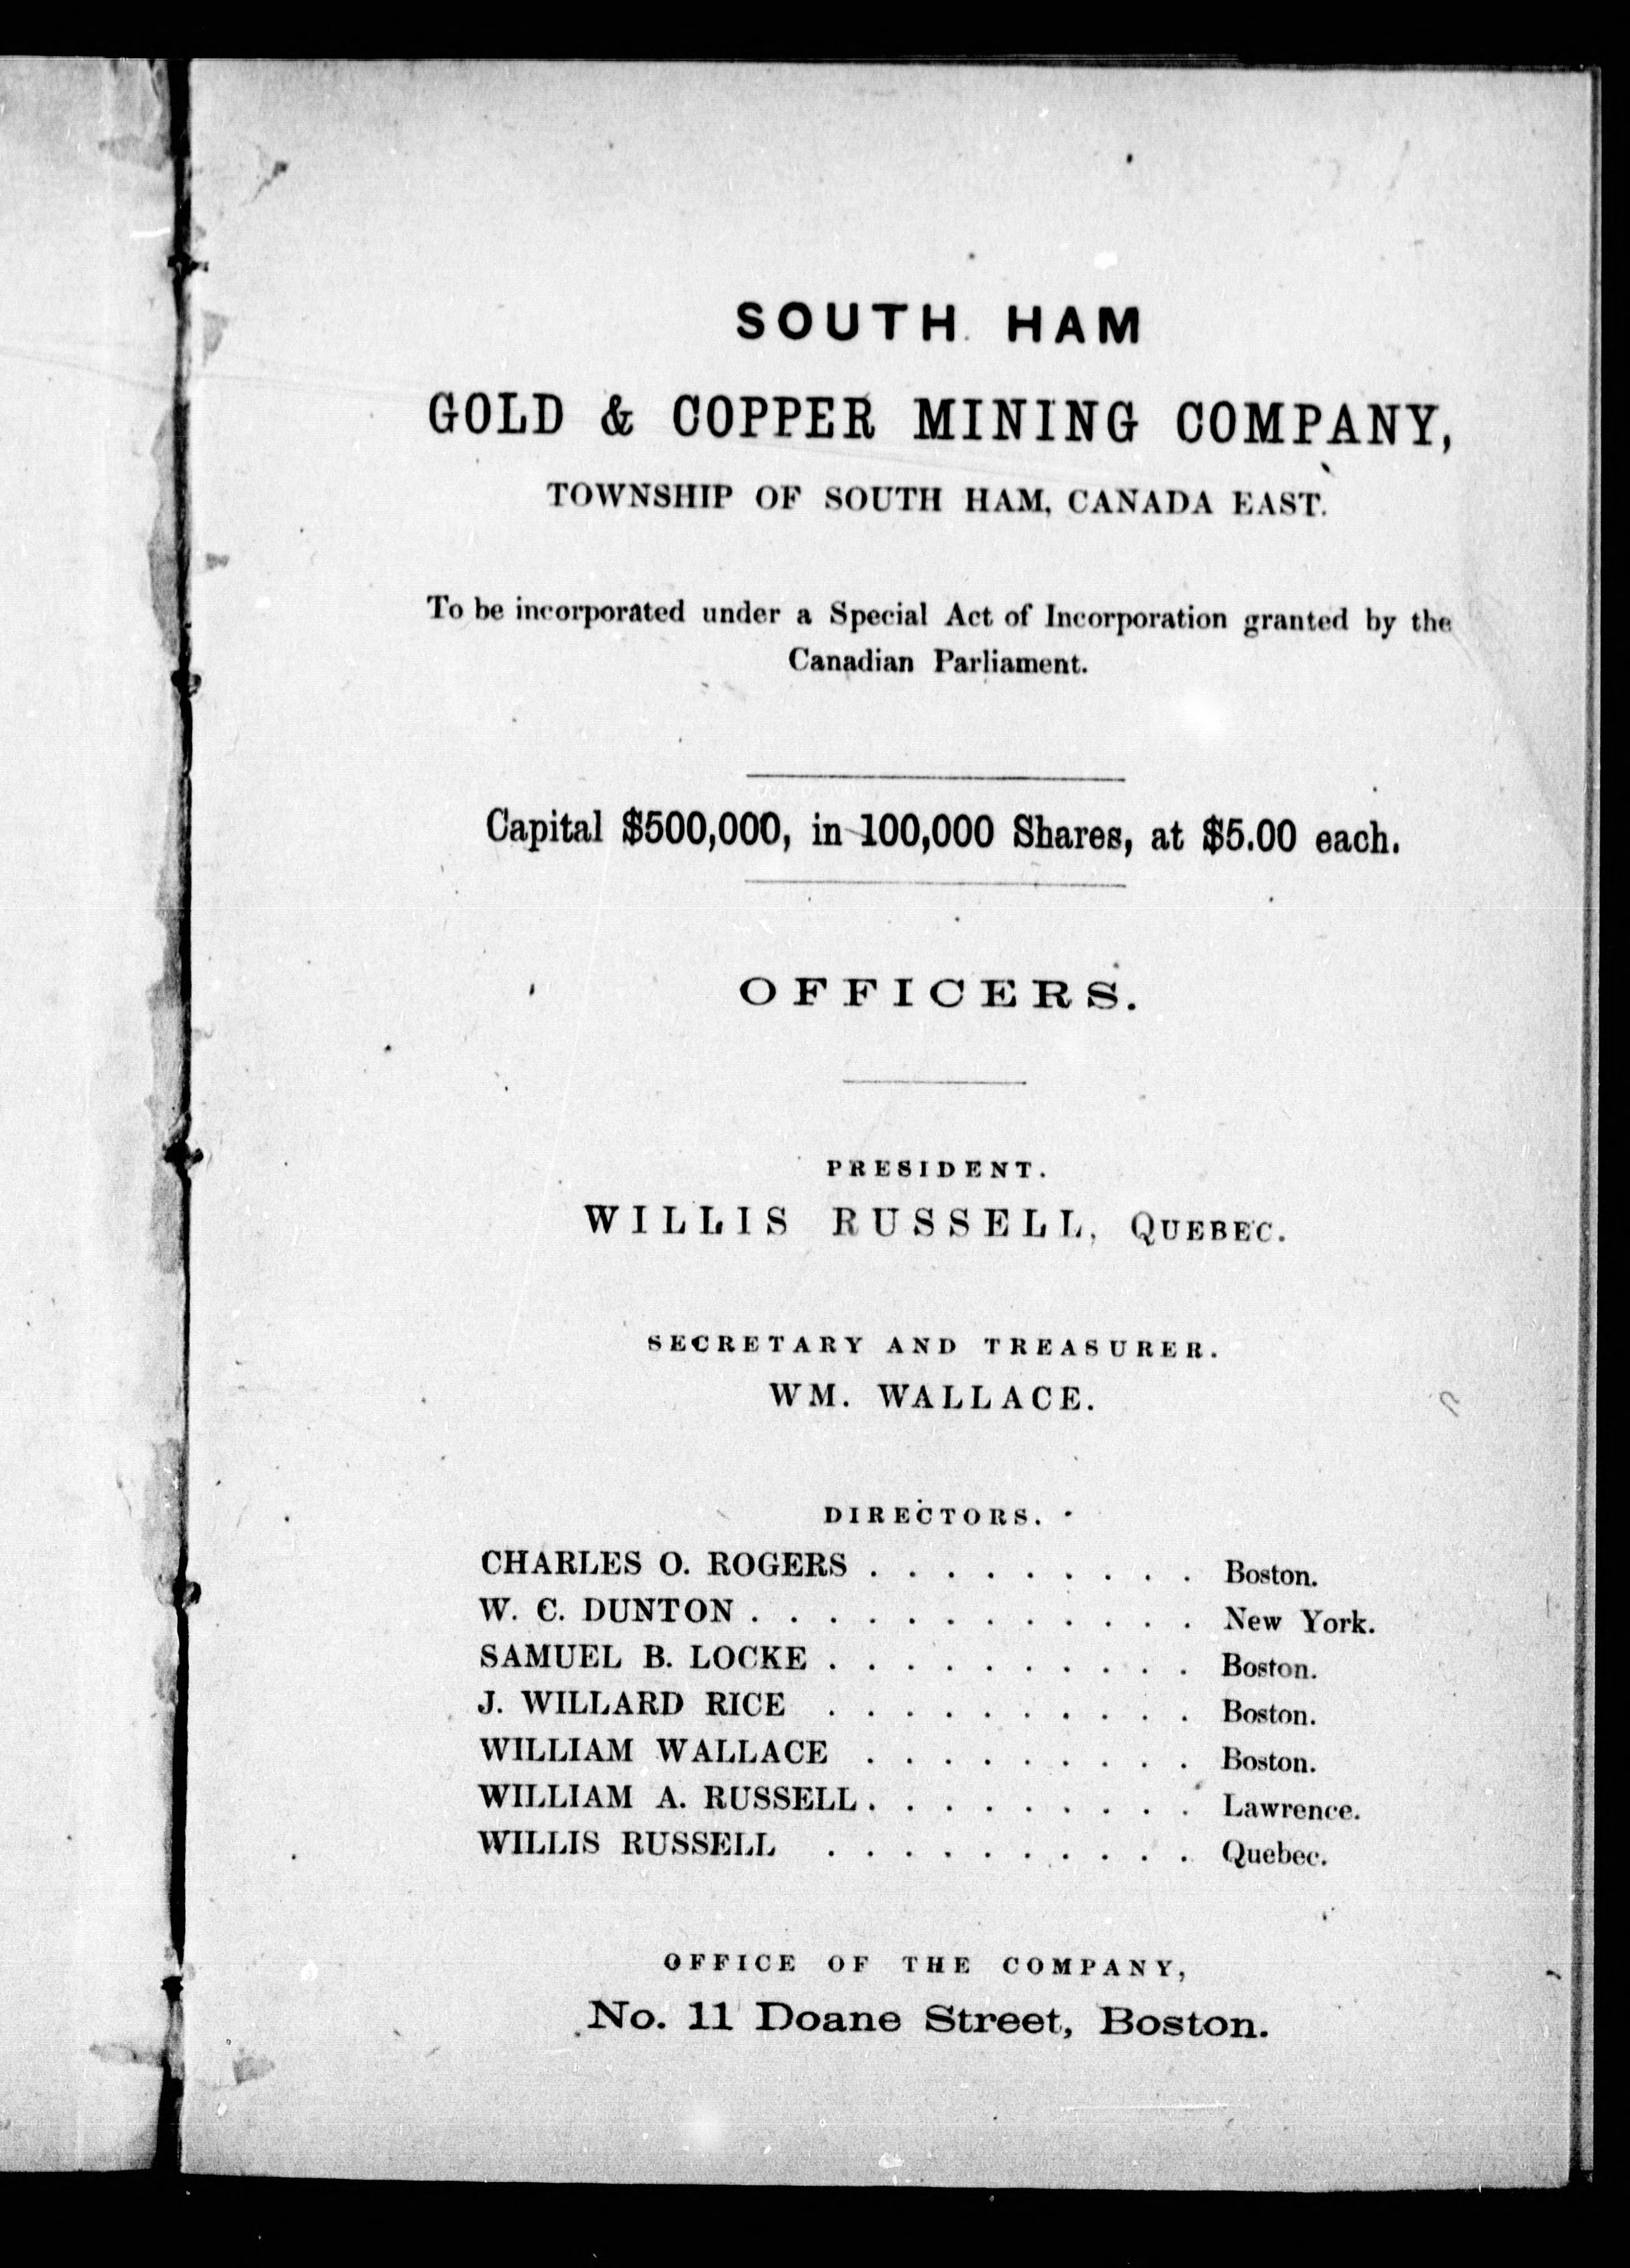 SOUTH HAM
GOLD & COPPER MINING COMPANY,
TOWNSHIP OF SOUTH HAM, CANADA EAST.
To be incorporated under a Special Act of Incorporation granted by the
Canadian Parliament.
Capital $500,000, in 100,000 Shares, at $5.00 each.
OFFICERS.
PRESIDENT.
WILLIS RUSSELL, QUEBEC.
SECRETARY AND TREASURER.
WM. WALLACE.
DIRECTORS.
CHARLES O. ROGERS . . . . . . . . . Boston.
W. C. DUNTON . . . . . . . . . . . . New York.
SAMUEL B. LOCKE . . . . . . . . . . Boston.
J. WILLARD RICE . . . . . . . . . . Boston.
WILLIAM WALLACE . . . . . . . . . Boston.
WILLIAM A. RUSSELL . . . . . . . . . Lawrence.
WILLIS RUSSELL . . . . . . . . . . Quebec.
OFFICE OF THE COMPANY,
No. 11 Doane Street, Boston.